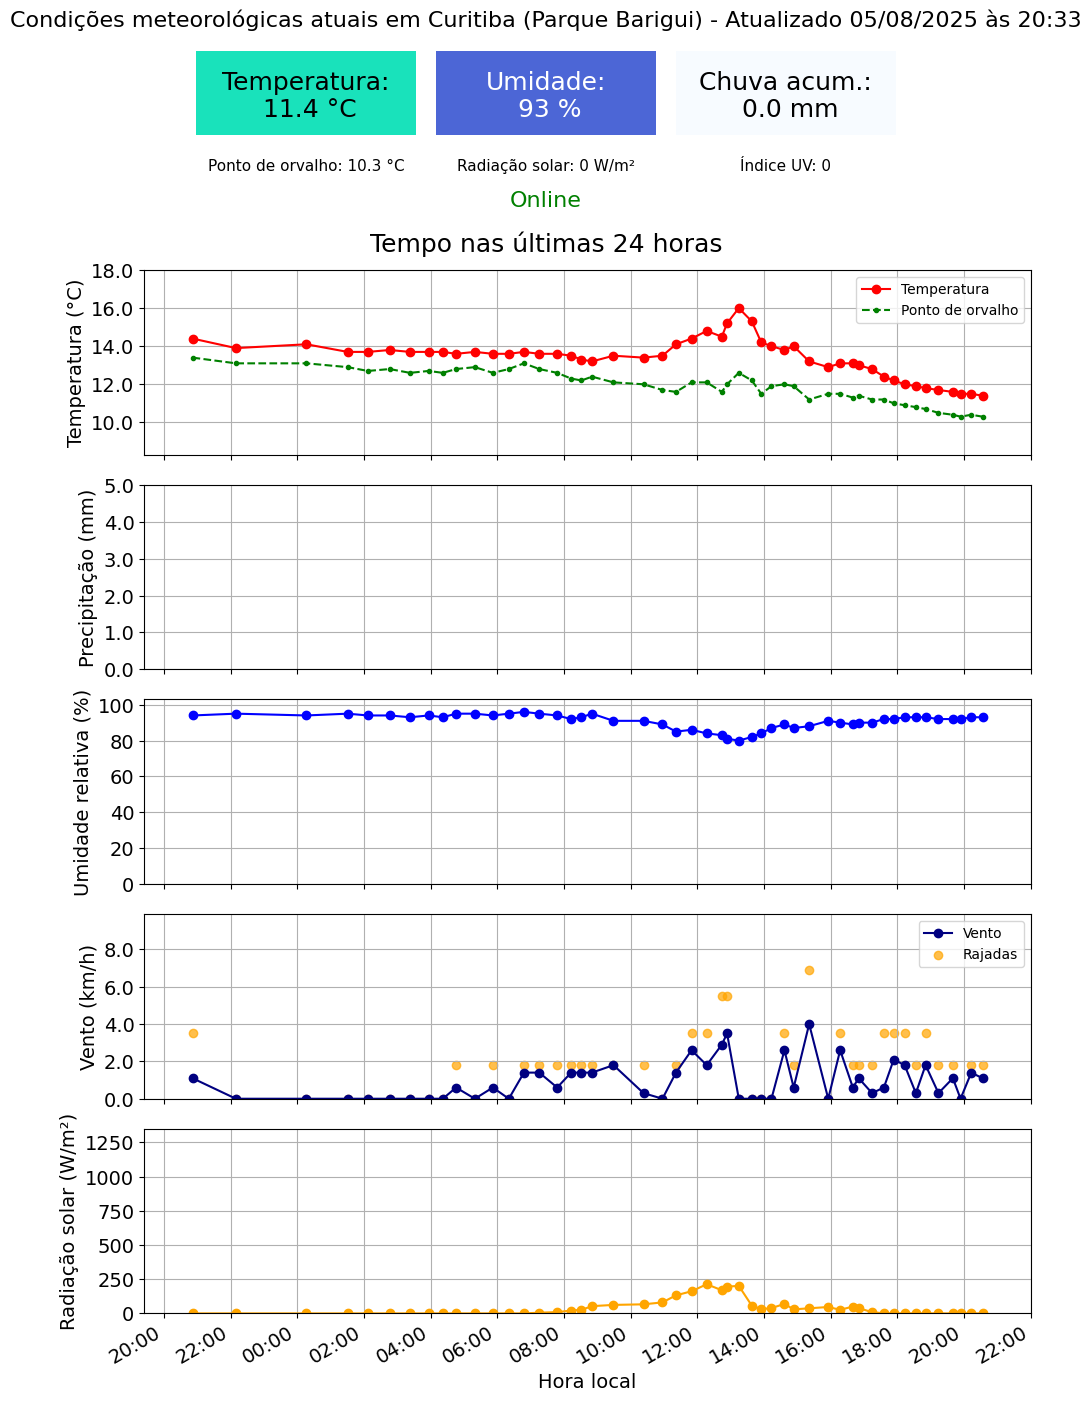 Condições meteorológicas atuais em Curitiba (Parque Barigui) - Atualizado 05/08/2025 às 20:33
Temperatura:
11.4 °C
Umidade:
93 %
Chuva acum.:
0.0 mm
Ponto de orvalho: 10.3 °C
Radiação solar: 0 W/m²
Índice UV: 0
Online
Tempo nas últimas 24 horas
Temperatura (°C)
18.0
16.0
14.0
12.0
10.0
Temperatura
Ponto de orvalho
Precipitação (mm)
5.0
4.0
3.0
2.0
1.0
0.0
Umidade relativa (%)
100
80
60
40
20
0
Vento (km/h)
8.0
6.0
4.0
2.0
0.0
Vento
Rajadas
Radiação solar (W/m²)
1250
1000
750
500
250
0
20:00
22:00
00:00
02:00
04:00
06:00
08:00
10:00
12:00
14:00
16:00
18:00
20:00
22:00
Hora local